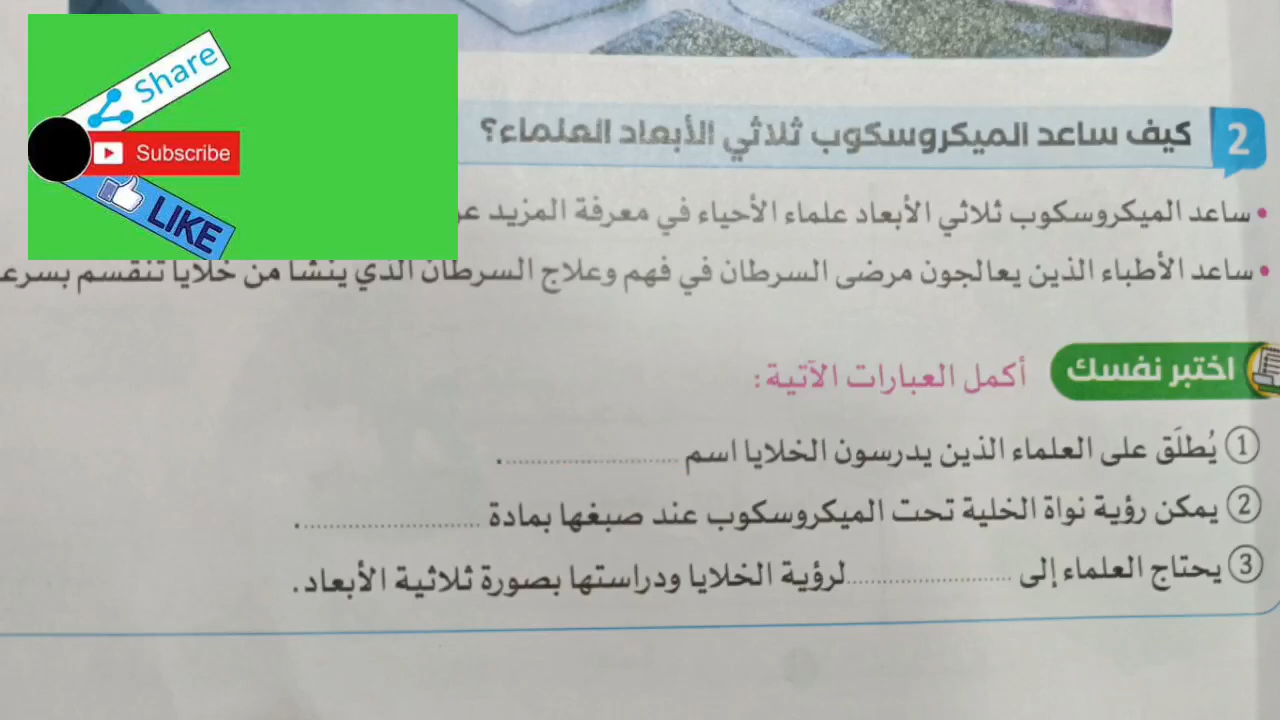 Share
Subscribe
LIKE
2 كيف ساعد الميكروسكوب ثلاثي الأبعاد العلماء؟
• ساعد الميكروسكوب ثلاثي الأبعاد علماء الأحياء في معرفة المزيد
• ساعد الأطباء الذين يعالجون مرضى السرطان في فهم وعلاج السرطان الذي ينشأ من خلايا تنقسم
اختبر نفسك أكمل العبارات الآتية:
① يُطلَق على العلماء الذين يدرسون الخلايا اسم ........................ .
② يمكن رؤية نواة الخلية تحت الميكروسكوب عند صبغها بمادة ........................ .
③ يحتاج العلماء إلى ........................ لرؤية الخلايا ودراستها بصورة ثلاثية الأبعاد.